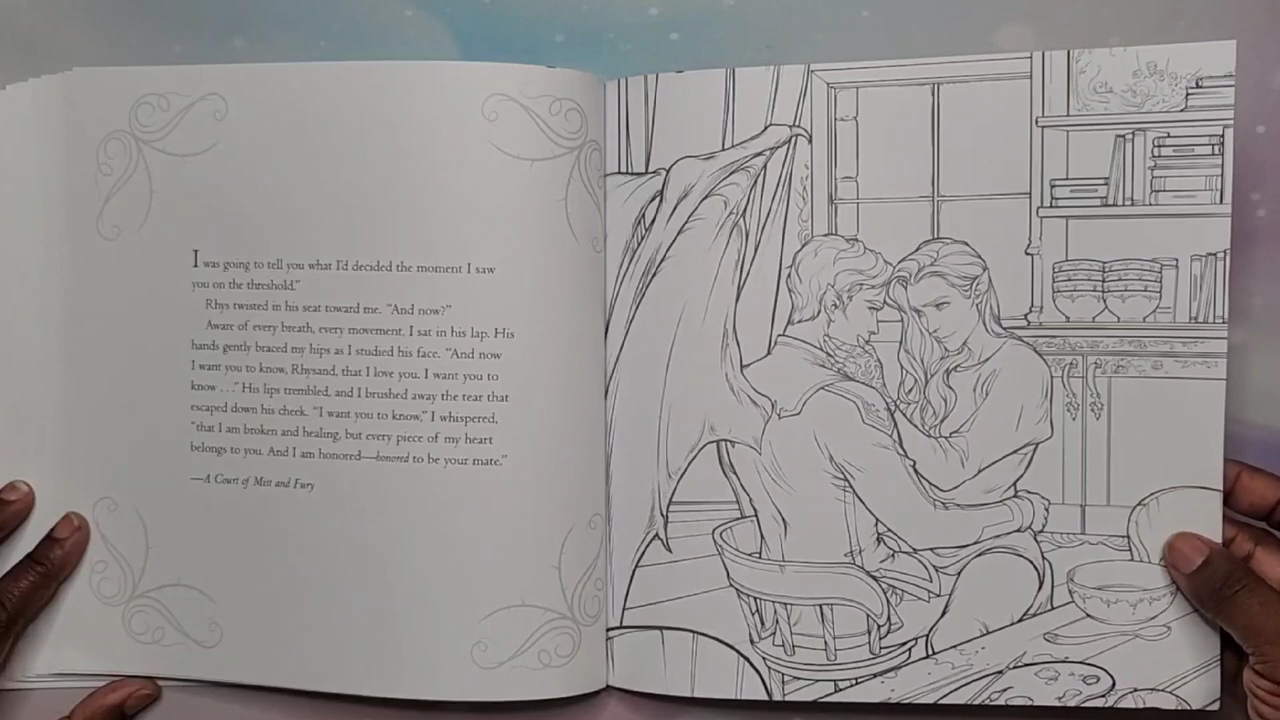 I was going to tell you what I'd decided the moment I saw
you on the threshold."
Rhys twisted in his seat toward me. "And now?"
Aware of every breath, every movement, I sat in his lap. His
hands gently braced my hips as I studied his face. "And now
I want you to know, Rhysand, that I love you. I want you to
know . . ." His lips trembled, and I brushed away the tear that
escaped down his cheek. "I want you to know," I whispered,
"that I am broken and healing, but every piece of my heart
belongs to you. And I am honored—honored to be your mate."
—A Court of Mist and Fury